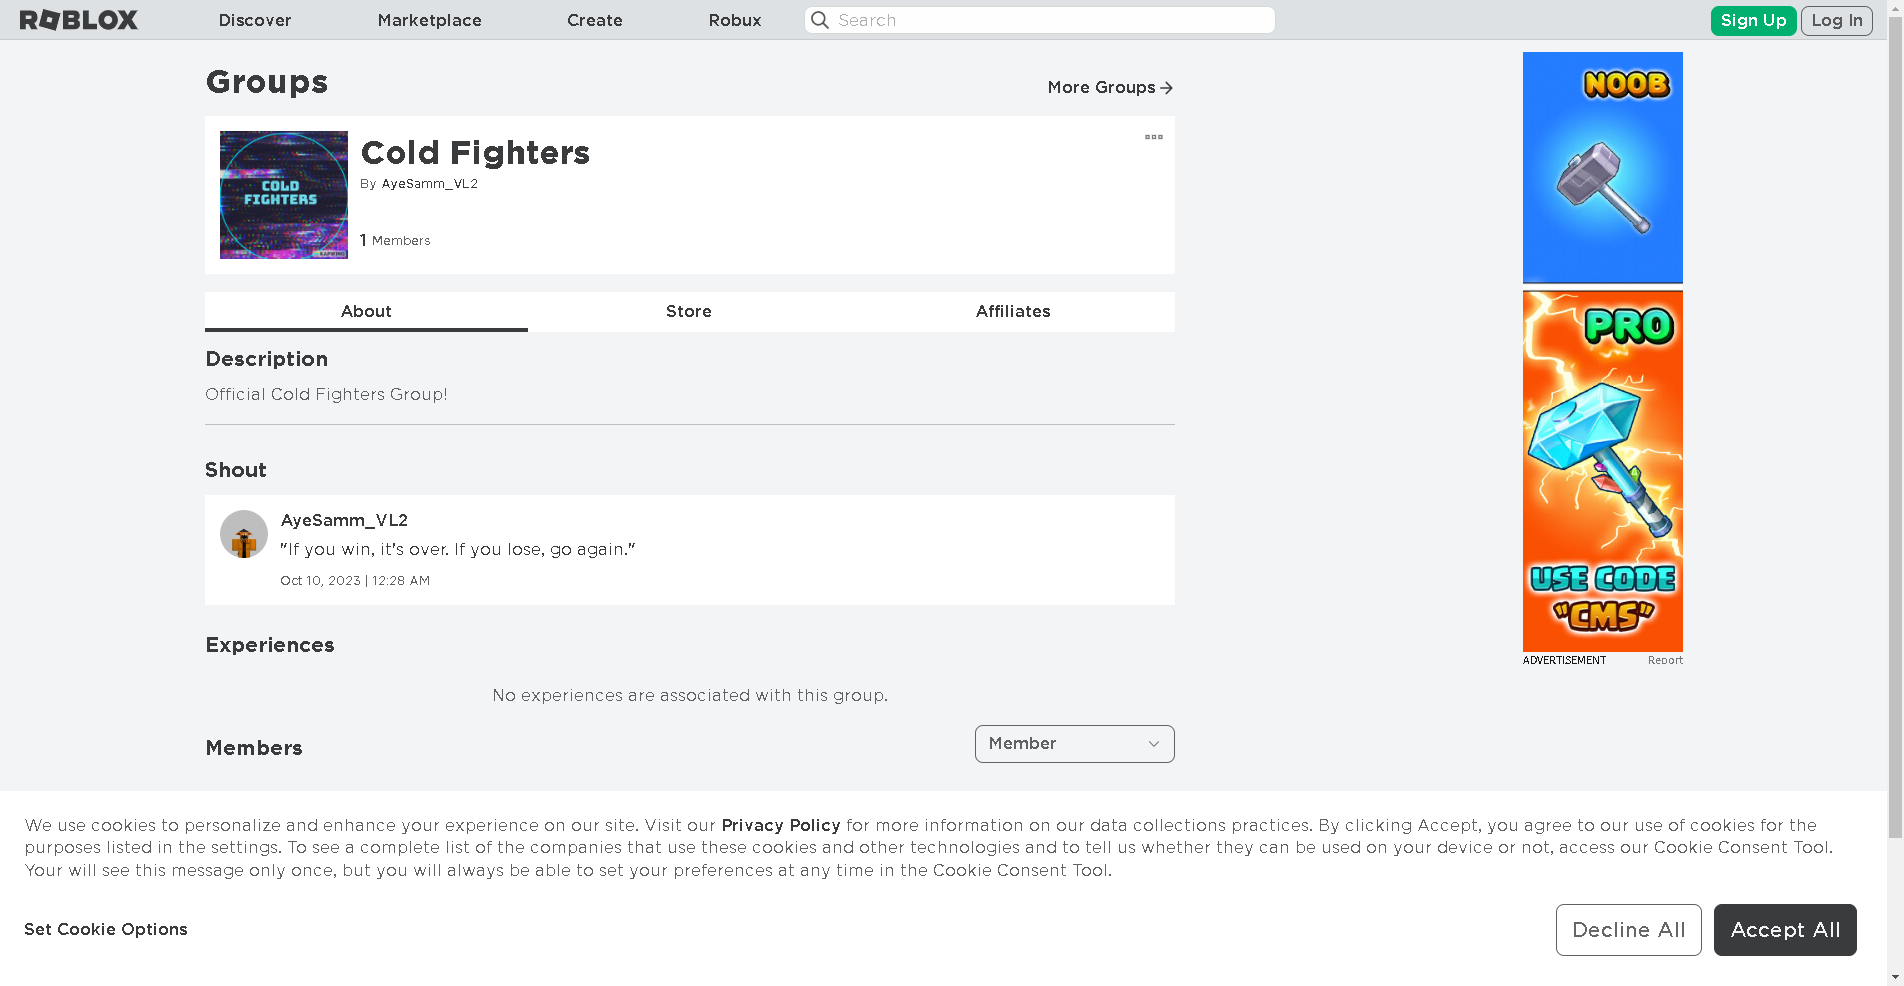 ROBLOX Discover Marketplace Create Robux Search Sign Up Log In
Groups
More Groups
COLD
FIGHTERS
KAPWING
Cold Fighters
By AyeSamm_VL2
1 Members
About Store Affiliates
Description
Official Cold Fighters Group!
Shout
AyeSamm_VL2
"If you win, it's over. If you lose, go again."
Oct 10, 2023 | 12:28 AM
Experiences
No experiences are associated with this group.
Members
Member
NOOB
PRO
USE CODE
"CMS"
ADVERTISEMENT Report
We use cookies to personalize and enhance your experience on our site. Visit our Privacy Policy for more information on our data collections practices. By clicking Accept, you agree to our use of cookies for the
purposes listed in the settings. To see a complete list of the companies that use these cookies and other technologies and to tell us whether they can be used on your device or not, access our Cookie Consent Tool.
Your will see this message only once, but you will always be able to set your preferences at any time in the Cookie Consent Tool.
Set Cookie Options
Decline All
Accept All